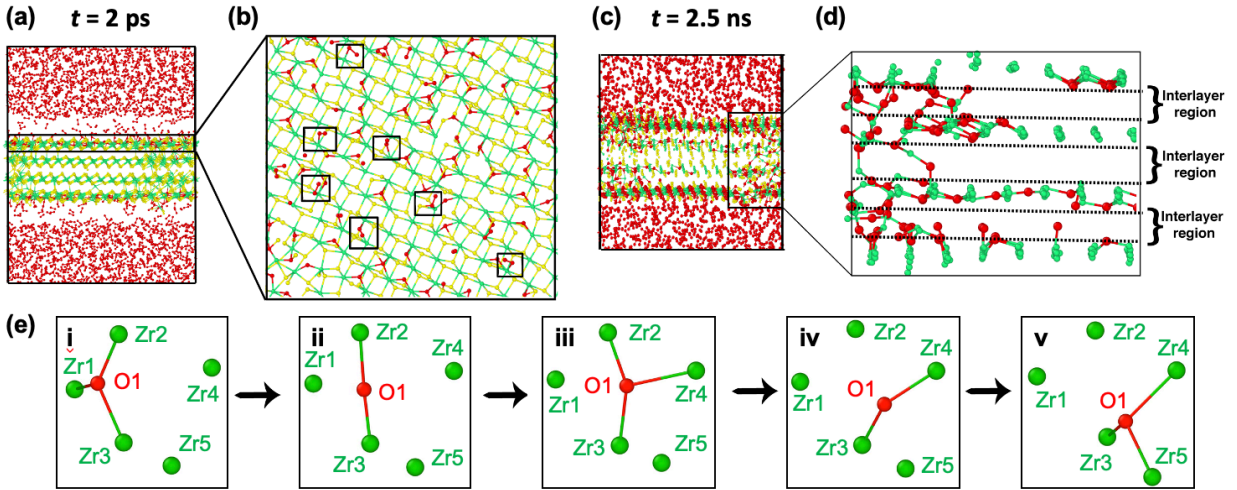 (a) t = 2 ps (b) (c) t = 2.5 ns (d)
Interlayer
region
Interlayer
region
Interlayer
region
(e)
i
Zr2
Zr1
O1
Zr4
Zr3
Zr5
ii
Zr2
Zr1
Zr4
O1
Zr3
Zr5
iii
Zr2
O1
Zr1
Zr4
Zr3
Zr5
iv
Zr2
Zr4
Zr1
O1
Zr3
Zr5
v
Zr2
Zr4
Zr1
O1
Zr3
Zr5